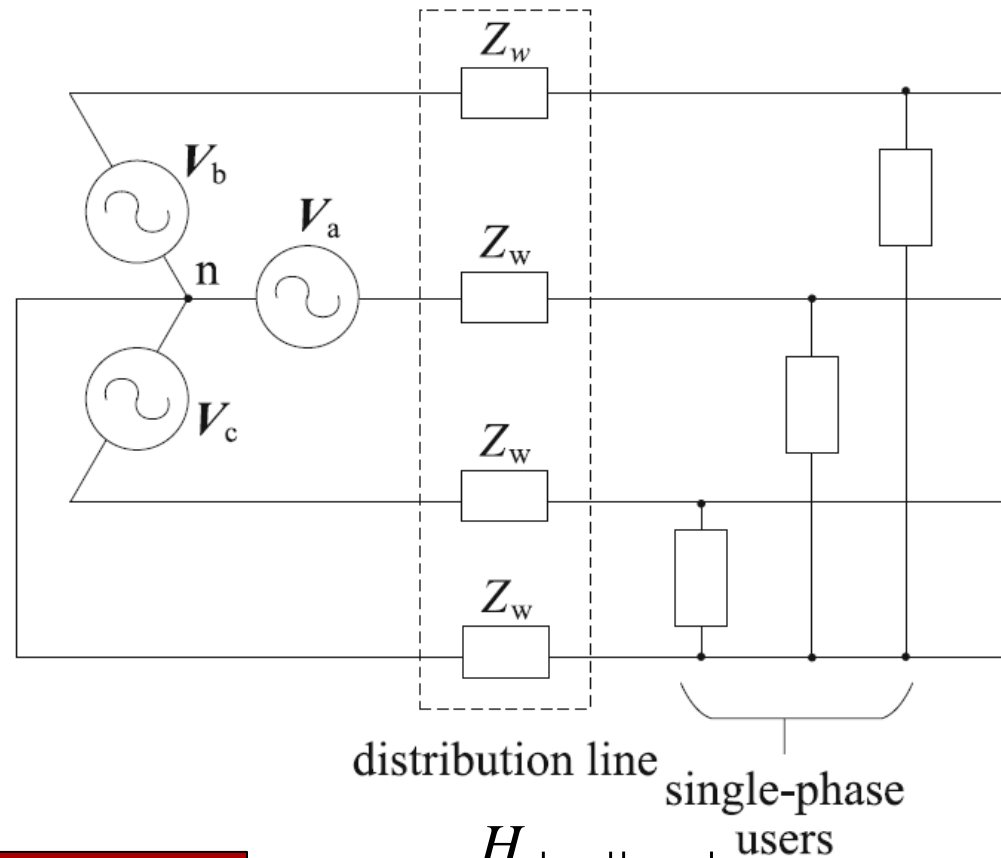 Z_w
V_b
V_a
Z_w
n
V_c
Z_w
Z_w
distribution line
single-phase
users
H